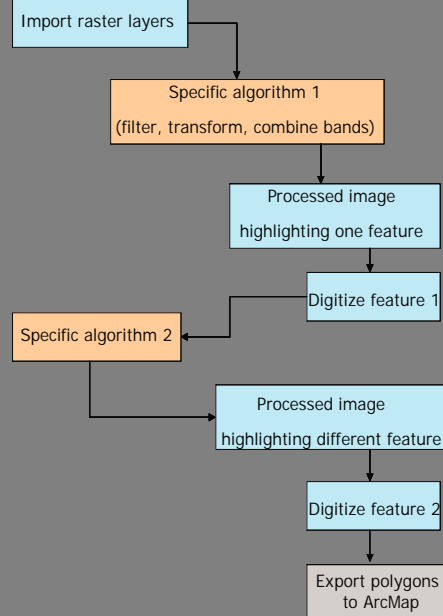 Import raster layers
Specific algorithm 1
(filter, transform, combine bands)
Processed image
highlighting one feature
Digitize feature 1
Specific algorithm 2
Processed image
highlighting different feature
Digitize feature 2
Export polygons
to ArcMap